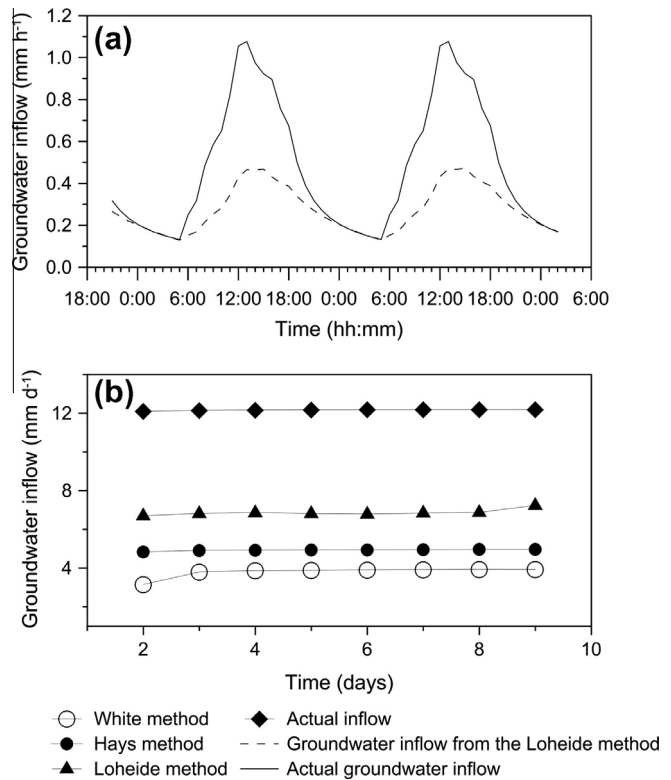 (a)
Groundwater inflow (mm h-1)
1.2
1.0
0.8
0.6
0.4
0.2
0.0
18:00 0:00 6:00 12:00 18:00 0:00 6:00 12:00 18:00 0:00 6:00
Time (hh:mm)
(b)
Groundwater inflow (mm d-1)
12
8
4
2 4 6 8 10
Time (days)
White method
Actual inflow
Hays method
Groundwater inflow from the Loheide method
Loheide method
Actual groundwater inflow